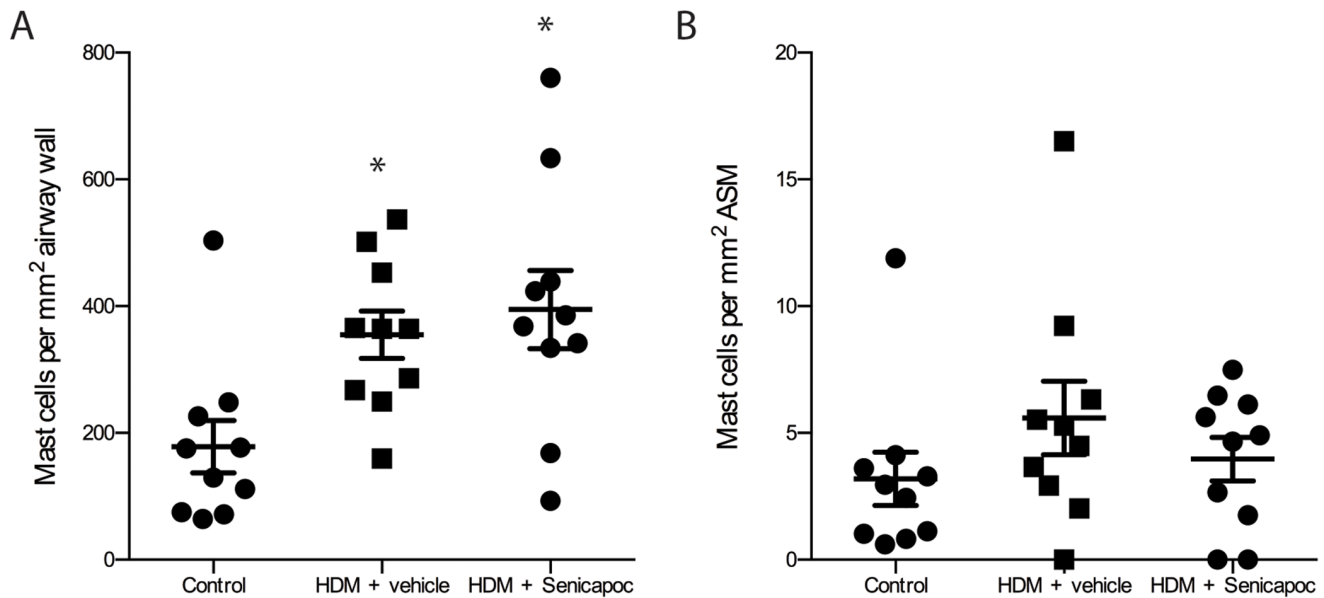 A
Mast cells per mm² airway wall
800
600
400
200
0
*
*
Control
HDM + vehicle
HDM + Senicapoc
B
Mast cells per mm² ASM
20
15
10
5
0
Control
HDM + vehicle
HDM + Senicapoc